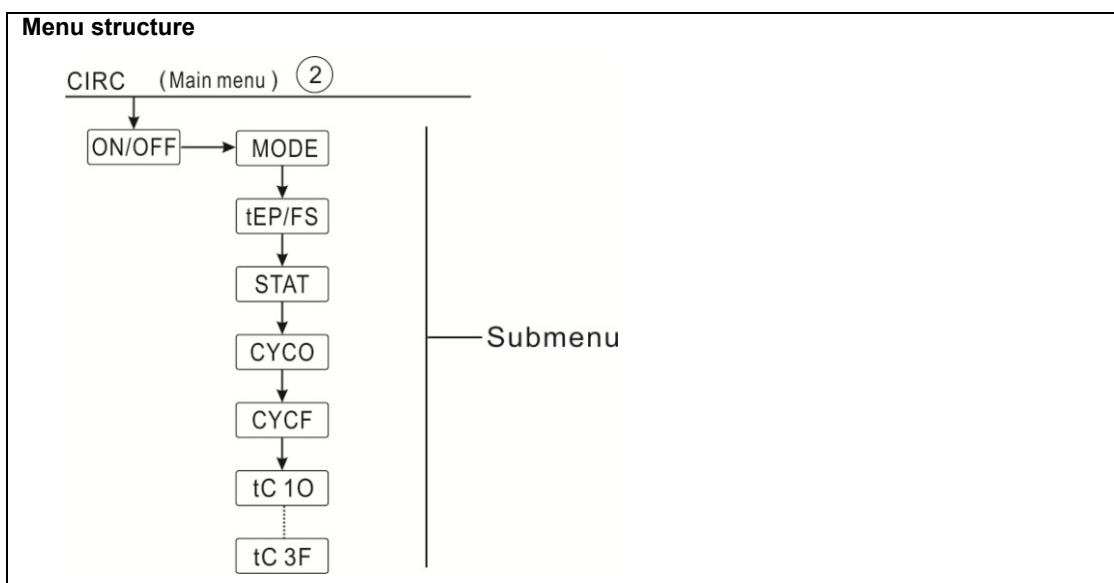 Menu structure
CIRC (Main menu) ②
ON/OFF MODE
tEP/FS
STAT
CYCO
Submenu
CYCF
tC 1O
tC 3F